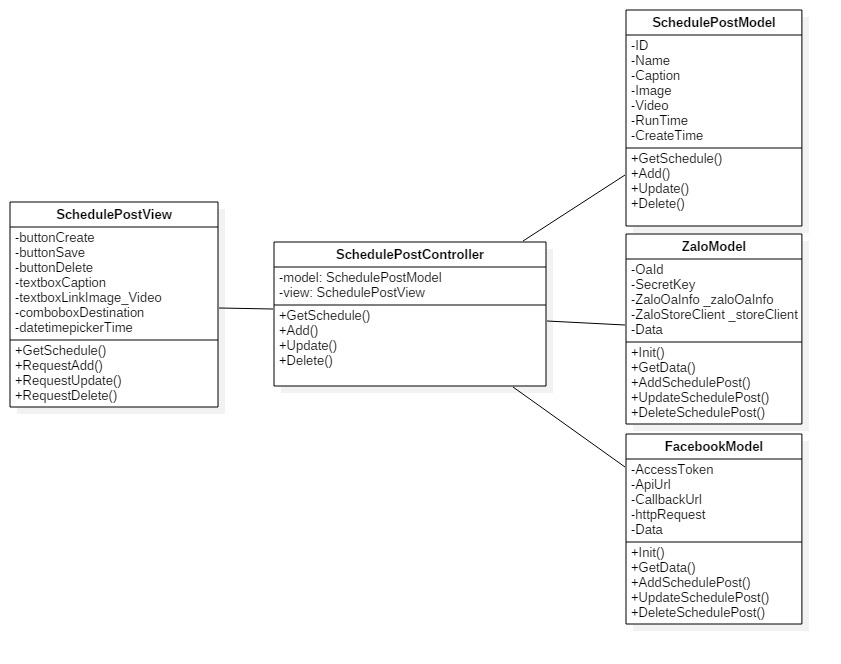 SchedulePostModel
-ID
-Name
-Caption
-Image
-Video
-RunTime
-CreateTime
+GetSchedule()
+Add()
+Update()
+Delete()
SchedulePostView
-buttonCreate
-buttonSave
-buttonDelete
-textboxCaption
-textboxLinkImage_Video
-comboboxDestination
-datetimepickerTime
+GetSchedule()
+RequestAdd()
+RequestUpdate()
+RequestDelete()
SchedulePostController
-model: SchedulePostModel
-view: SchedulePostView
+GetSchedule()
+Add()
+Update()
+Delete()
ZaloModel
-OaId
-SecretKey
-ZaloOaInfo _zaloOaInfo
-ZaloStoreClient _storeClient
-Data
+Init()
+GetData()
+AddSchedulePost()
+UpdateSchedulePost()
+DeleteSchedulePost()
FacebookModel
-AccessToken
-ApiUrl
-CallbackUrl
-httpRequest
-Data
+Init()
+GetData()
+AddSchedulePost()
+UpdateSchedulePost()
+DeleteSchedulePost()